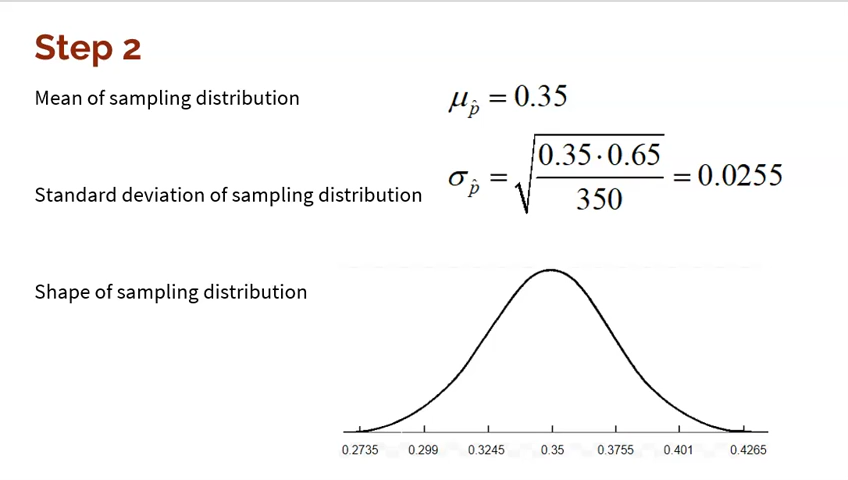 Step 2
Mean of sampling distribution
μ_p̂ = 0.35
Standard deviation of sampling distribution
σ_p̂ = √(0.35·0.65/350) = 0.0255
Shape of sampling distribution
0.2735 0.299 0.3245 0.35 0.3755 0.401 0.4265